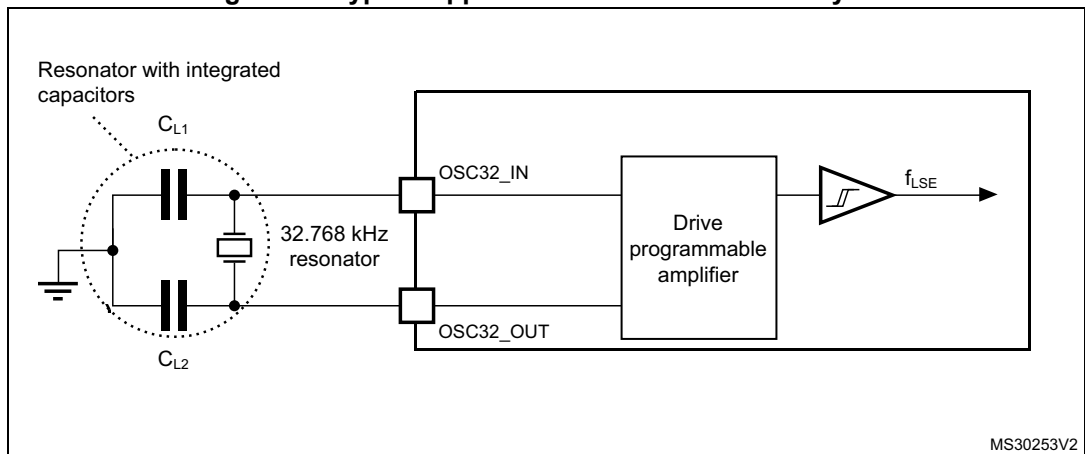 Resonator with integrated
capacitors
CL1
OSC32_IN
fLSE
32.768 kHz
resonator
Drive
programmable
amplifier
OSC32_OUT
CL2
MS30253V2